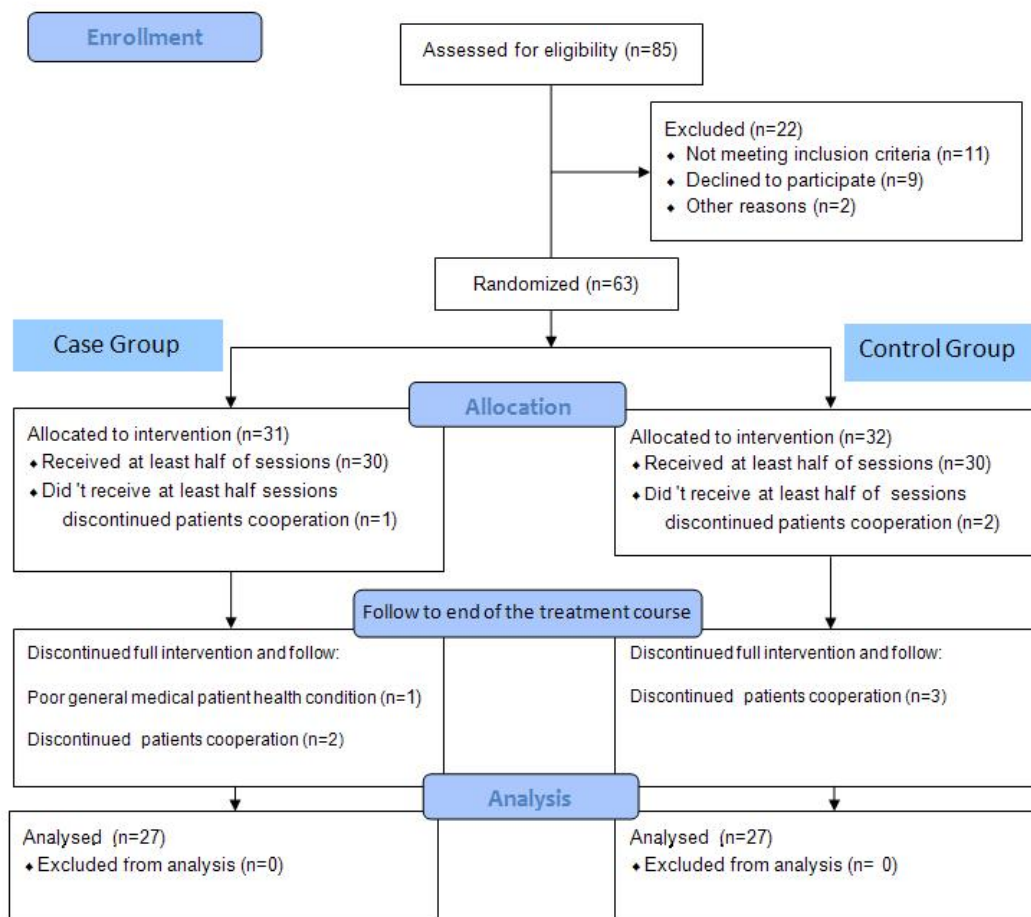 Enrollment
Assessed for eligibility (n=85)
Excluded (n=22)
⬥ Not meeting inclusion criteria (n=11)
⬥ Declined to participate (n=9)
⬥ Other reasons (n=2)
Randomized (n=63)
Case Group
Control Group
Allocation
Allocated to intervention (n=31)
⬥ Received at least half of sessions (n=30)
⬥ Did 't receive at least half sessions
discontinued patients cooperation (n=1)
Allocated to intervention (n=32)
⬥ Received at least half of sessions (n=30)
⬥ Did 't receive at least half of sessions
discontinued patients cooperation (n=2)
Follow to end of the treatment course
Discontinued full intervention and follow:
Poor general medical patient health condition (n=1)
Discontinued patients cooperation (n=2)
Discontinued full intervention and follow:
Discontinued patients cooperation (n=3)
Analysis
Analysed (n=27)
⬥ Excluded from analysis (n=0)
Analysed (n=27)
⬥ Excluded from analysis (n= 0)